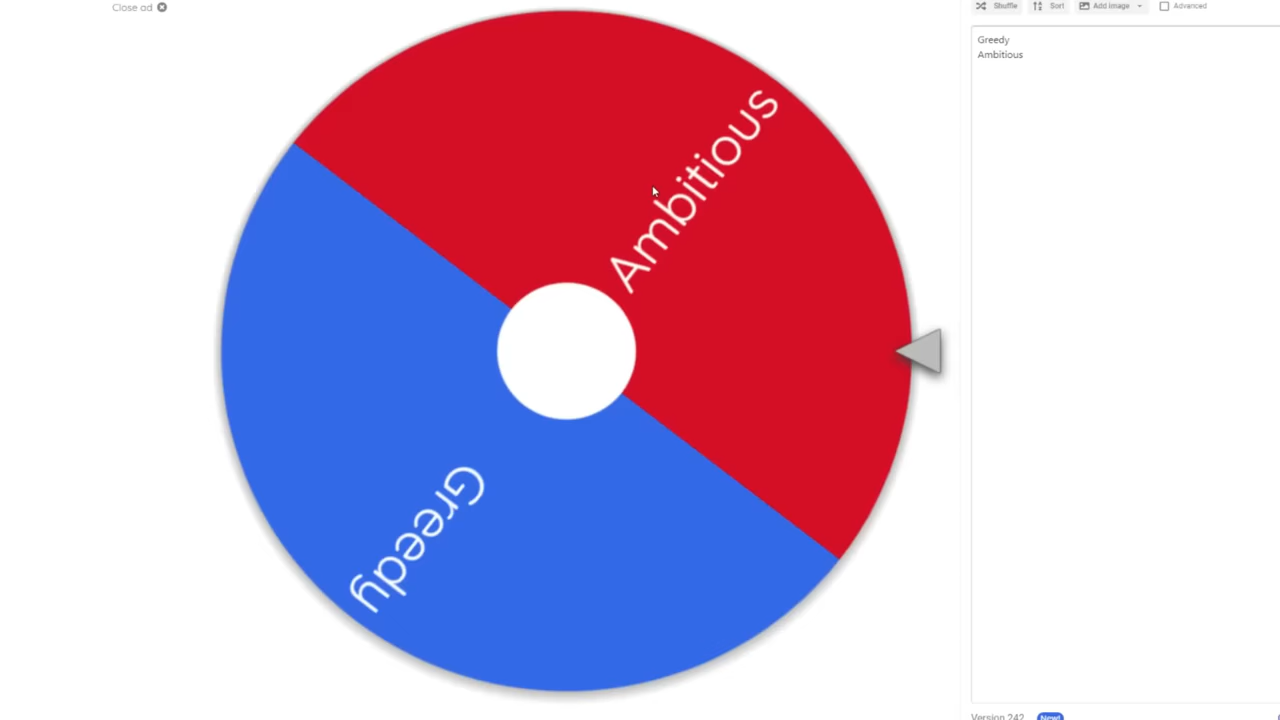 Close ad
Shuffle
Sort
Add image
Advanced
Greedy
Ambitious
Ambitious
Greedy
Version 242
New!